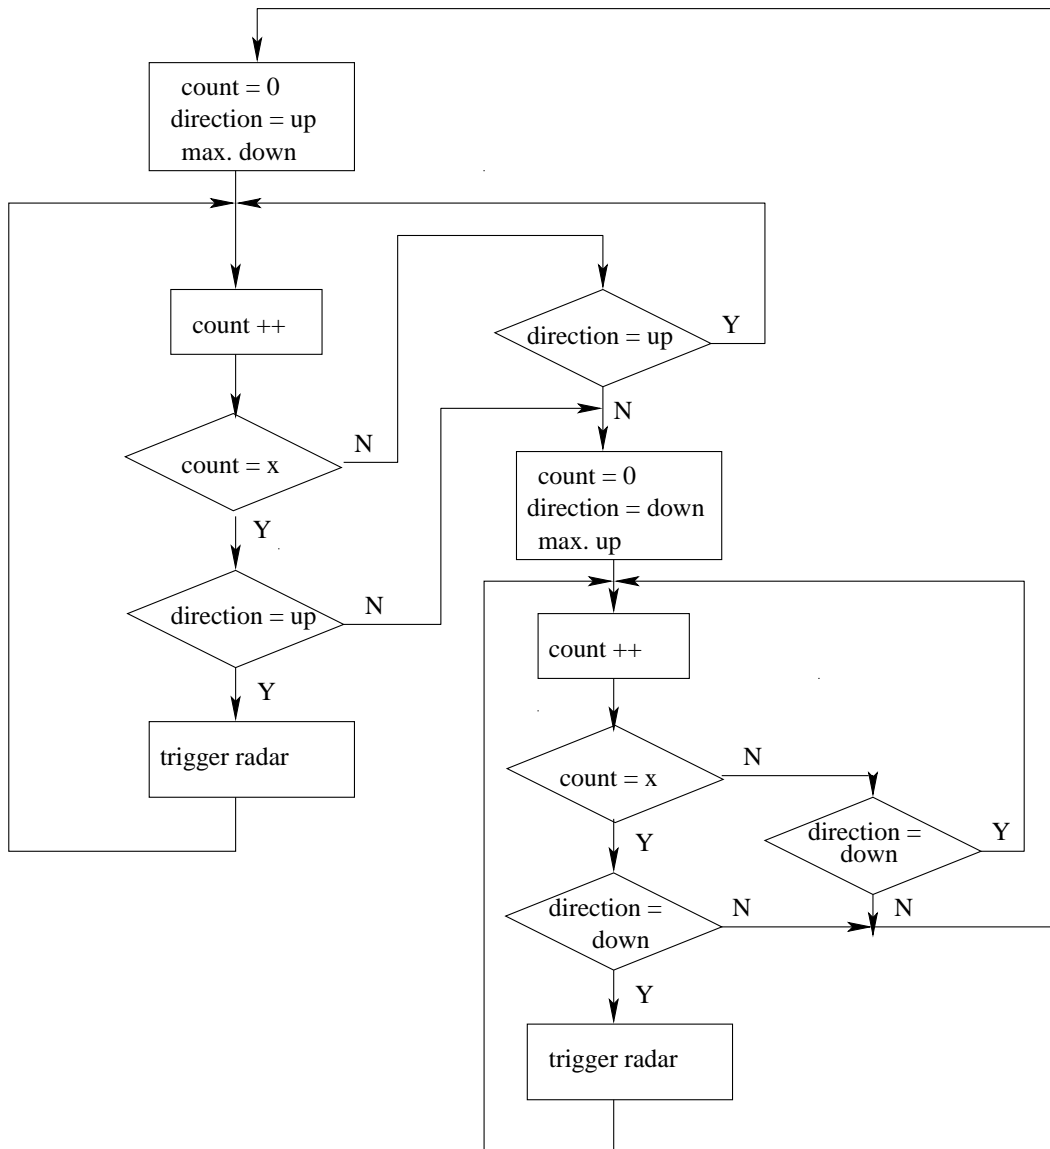 count = 0
direction = up
max. down
count ++
direction = up
Y
N
N
count = x
count = 0
direction = down
max. up
Y
direction = up
N
count ++
Y
trigger radar
N
count = x
direction =
down
Y
Y
direction =
down
N
N
Y
trigger radar